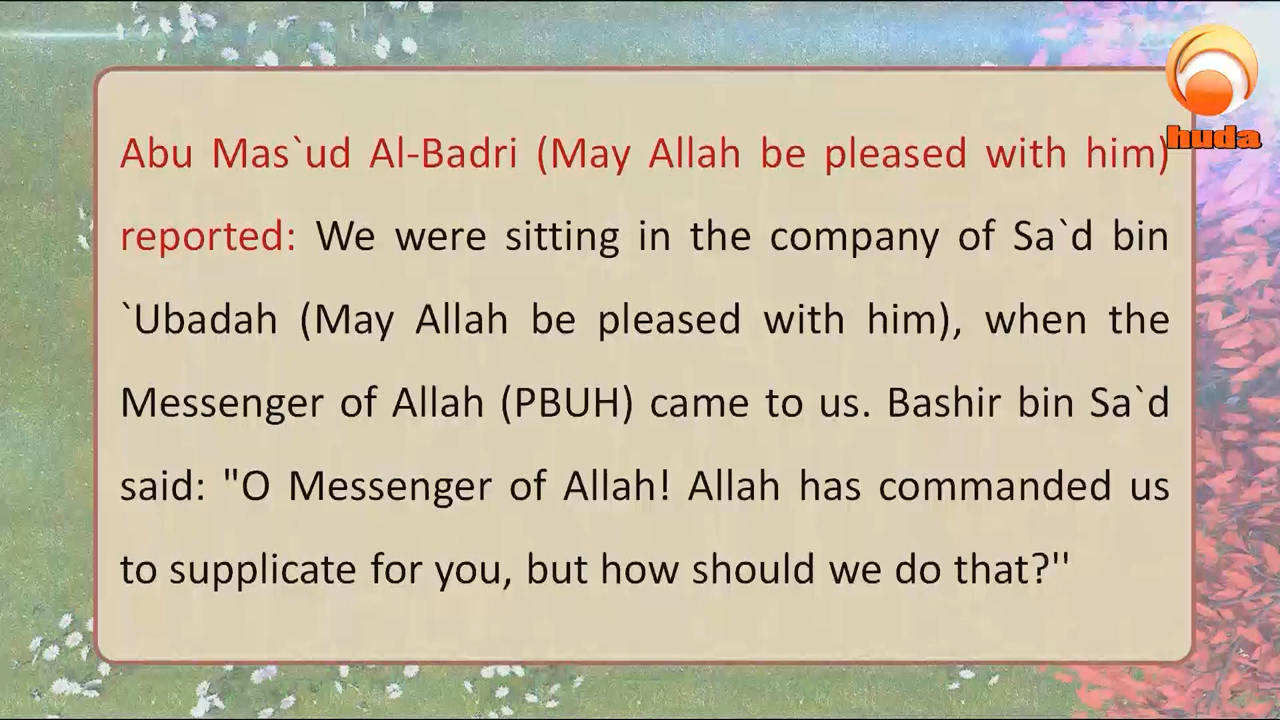 Abu Mas`ud Al-Badri (May Allah be pleased with him)
reported: We were sitting in the company of Sa`d bin
`Ubadah (May Allah be pleased with him), when the
Messenger of Allah (PBUH) came to us. Bashir bin Sa`d
said: "O Messenger of Allah! Allah has commanded us
to supplicate for you, but how should we do that?''
huda